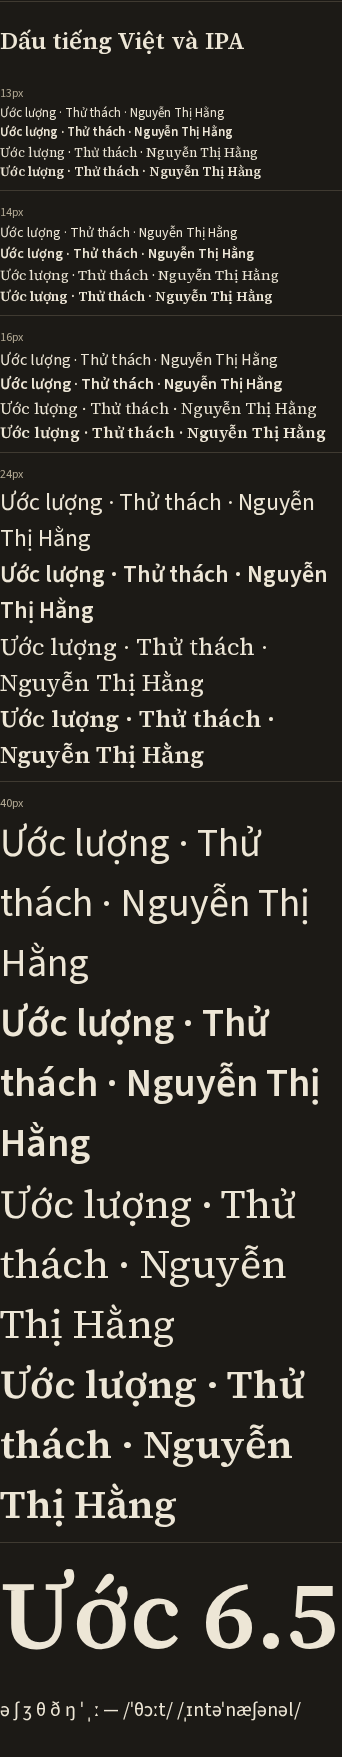 Dấu tiếng Việt và IPA
13px
Ước lượng · Thử thách · Nguyễn Thị Hằng
Ước lượng · Thử thách · Nguyễn Thị Hằng
Ước lượng · Thử thách · Nguyễn Thị Hằng
Ước lượng · Thử thách · Nguyễn Thị Hằng
14px
Ước lượng · Thử thách · Nguyễn Thị Hằng
Ước lượng · Thử thách · Nguyễn Thị Hằng
Ước lượng · Thử thách · Nguyễn Thị Hằng
Ước lượng · Thử thách · Nguyễn Thị Hằng
16px
Ước lượng · Thử thách · Nguyễn Thị Hằng
Ước lượng · Thử thách · Nguyễn Thị Hằng
Ước lượng · Thử thách · Nguyễn Thị Hằng
Ước lượng · Thử thách · Nguyễn Thị Hằng
24px
Ước lượng · Thử thách · Nguyễn
Thị Hằng
Ước lượng · Thử thách · Nguyễn
Thị Hằng
Ước lượng · Thử thách ·
Nguyễn Thị Hằng
Ước lượng · Thử thách ·
Nguyễn Thị Hằng
40px
Ước lượng · Thử
thách · Nguyễn Thị
Hằng
Ước lượng · Thử
thách · Nguyễn Thị
Hằng
Ước lượng · Thử
thách · Nguyễn
Thị Hằng
Ước lượng · Thử
thách · Nguyễn
Thị Hằng
Ước 6.5
ə ʃ ʒ θ ð ŋ ˈ ˌ ː — /ˈθɔːt/ /ˌɪntəˈnæʃənəl/